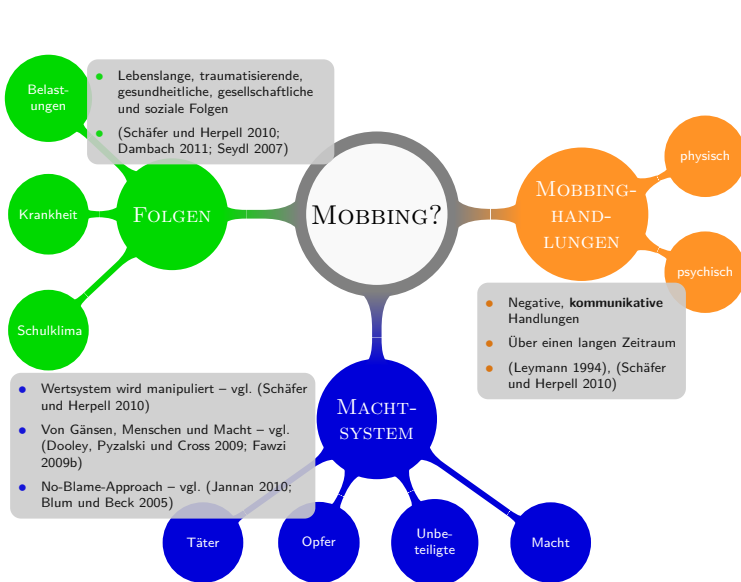 Belast-
ungen
Lebenslange, traumatisierende,
gesundheitliche, gesellschaftliche
und soziale Folgen
(Schäfer und Herpell 2010;
Dambach 2011; Seydl 2007)
Krankheit
Folgen
Schulklima
Mobbing?
Mobbing-
hand-
lungen
physisch
psychisch
Negative, kommunikative
Handlungen
Über einen langen Zeitraum
(Leymann 1994), (Schäfer
und Herpell 2010)
Wertsystem wird manipuliert – vgl. (Schäfer
und Herpell 2010)
Von Gänsen, Menschen und Macht – vgl.
(Dooley, Pyzalski und Cross 2009; Fawzi
2009b)
No-Blame-Approach – vgl. (Jannan 2010;
Blum und Beck 2005)
Macht-
system
Täter
Opfer
Unbe-
teiligte
Macht